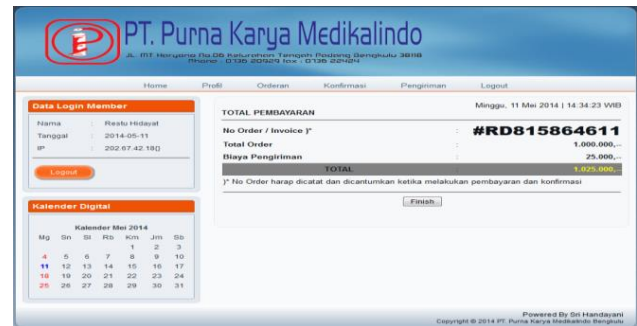 PT. Purna Karya Medikalindo
Home Profil Orderan Konfirmasi Pengiriman Logout
Data Login Member
Nama : Restu Hidayat
Tanggal : 2014-05-11
IP : 202.67.42.18()
Logout
Kalender Digital
Kalender Mei 2014
Mg Sn Sl Rb Km Jm Sb
1 2 3
4 5 6 7 8 9 10
11 12 13 14 15 16 17
18 19 20 21 22 23 24
25 26 27 28 29 30 31
Minggu, 11 Mei 2014 | 14:34:23 WIB
TOTAL PEMBAYARAN
No Order / Invoice )* : #RD815864611
Total Order : 1.000.000,--
Biaya Pengiriman : 25.000,--
TOTAL : 1.025.000,--
)* No Order harap dicatat dan dicantumkan ketika melakukan pembayaran dan konfirmasi
Finish
Powered By Sri Handayani
Copyright © 2014 PT. Purna Karya Medikalindo Bengkulu